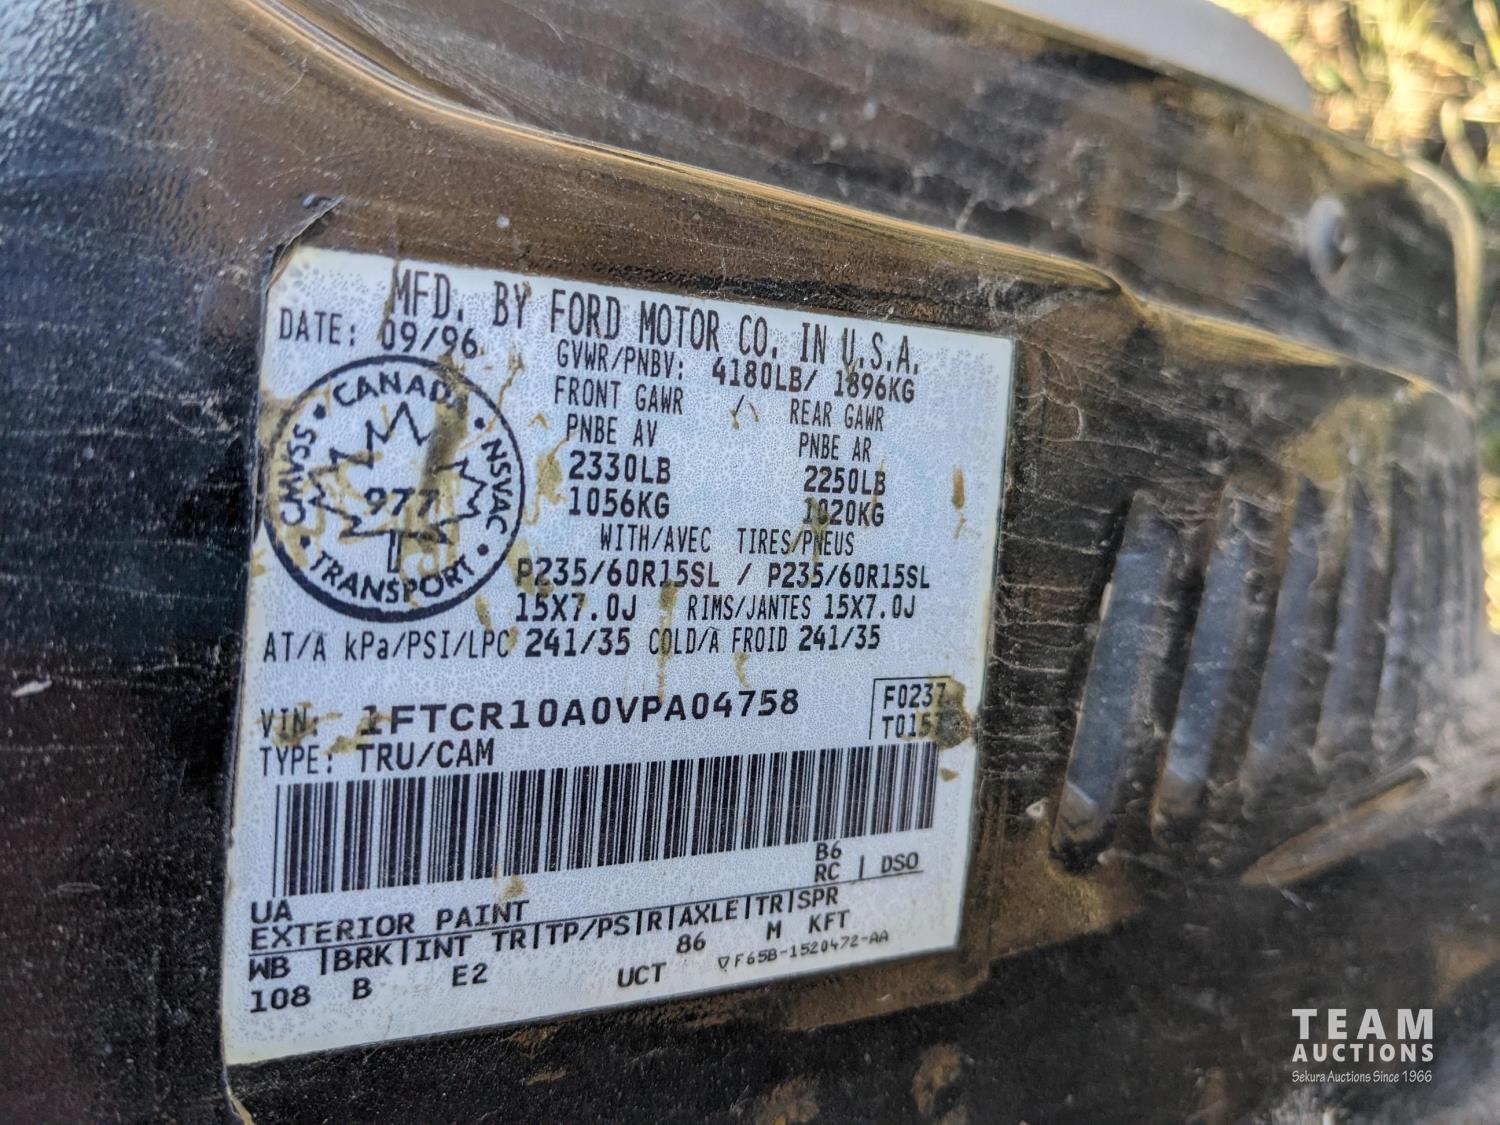 MFD. BY FORD MOTOR CO. IN U.S.A.
DATE: 09/96
GVWR/PNBV: 4180LB/ 1896KG
FRONT GAWR / REAR GAWR
PNBE AV PNBE AR
2330LB 2250LB
1056KG 1020KG
WITH/AVEC TIRES/PNEUS
P235/60R15SL / P235/60R15SL
15X7.0J RIMS/JANTES 15X7.0J
AT/A kPa/PSI/LPC 241/35 COLD/A FROID 241/35
CANADA
CMVSS • NSVAC
977
TRANSPORT
VIN: 1FTCR10A0VPA04758
F0237
TYPE: TRU/CAM
B6
RC | DSO
UA
EXTERIOR PAINT
WB |BRK|INT TR|TP/PS|R|AXLE|TR|SPR
108 B E2 UCT 86 M KFT
F65B-1520472-AA
TEAM
AUCTIONS
Sekura Auctions Since 1966